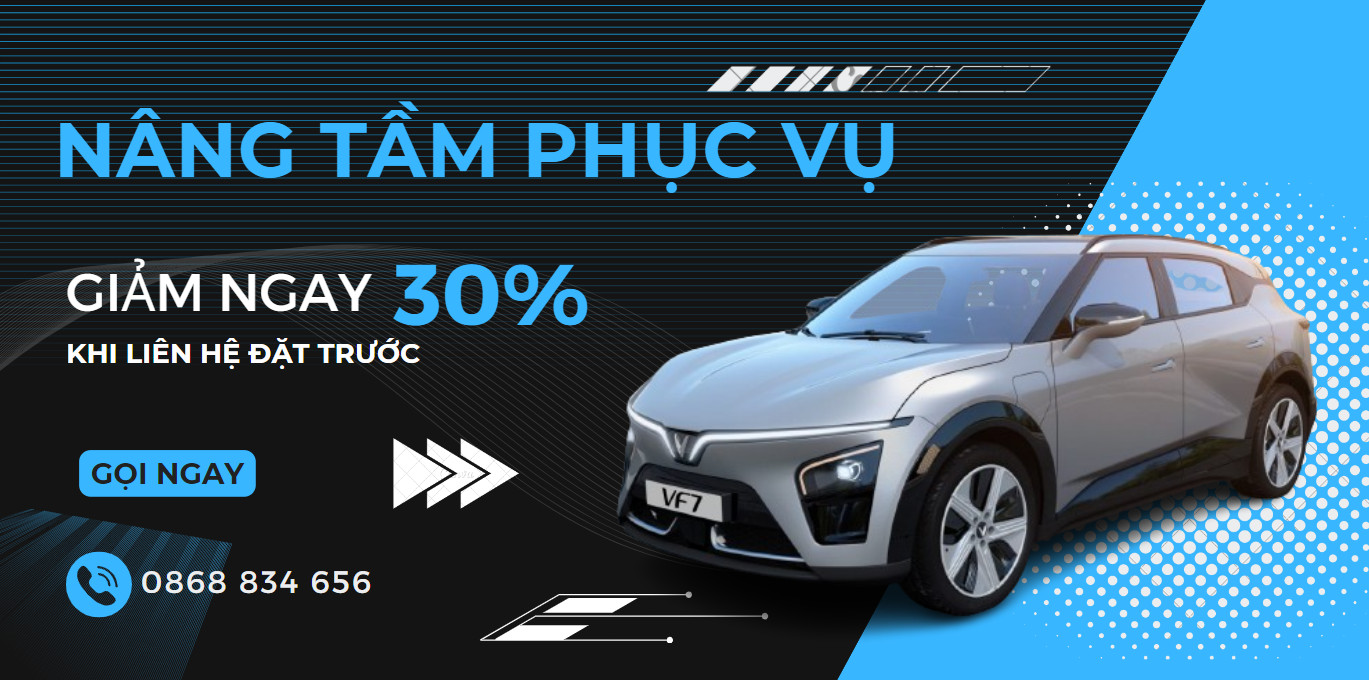 NÂNG TẦM PHỤC VỤ
GIẢM NGAY 30%
KHI LIÊN HỆ ĐẶT TRƯỚC
GỌI NGAY
VF7
0868 834 656